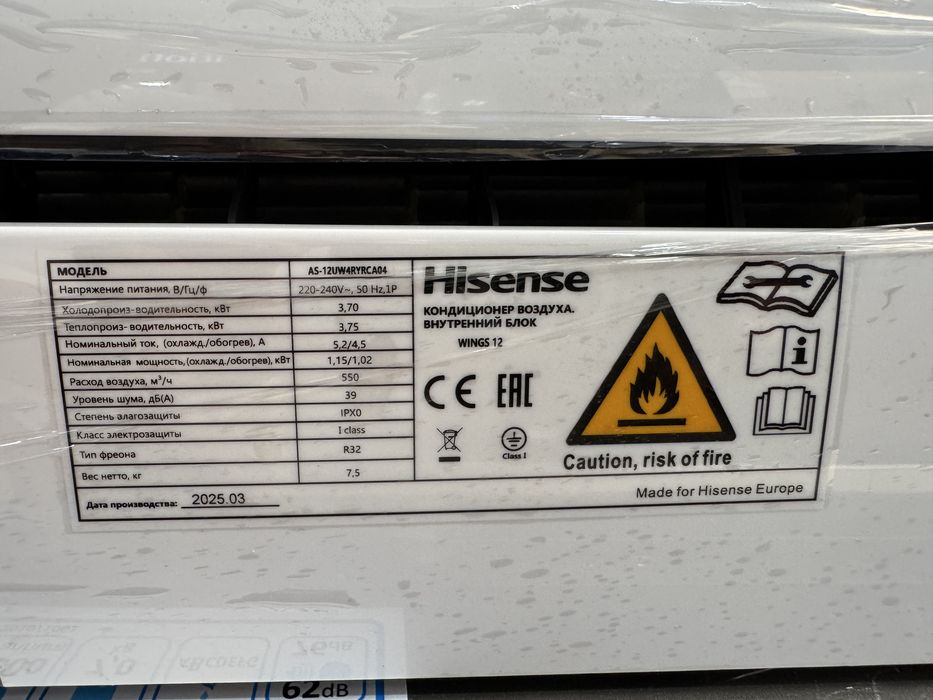 МОДЕЛЬ AS-12UW4RYRCA04
Напряжение питания, В/Гц/ф 220-240V~, 50 Hz,1P
Холодопроиз-водительность, кВт 3,70
Теплопроиз-водительность, кВт 3,75
Номинальный ток, (охлажд./обогрев), А 5,2/4,5
Номинальная мощность,(охлажд./обогрев), кВт 1,15/1,02
Расход воздуха, м³/ч 550
Уровень шума, дБ(А) 39
Степень алагозащиты IPX0
Класс электрозащиты I class
Тип фреона R32
Вес нетто, кг 7,5
Дата производства: 2025.03
Hisense
КОНДИЦИОНЕР ВОЗДУХА.
ВНУТРЕННИЙ БЛОК
WINGS 12
CE EAC
Class I
Caution, risk of fire
Made for Hisense Europe
62dB